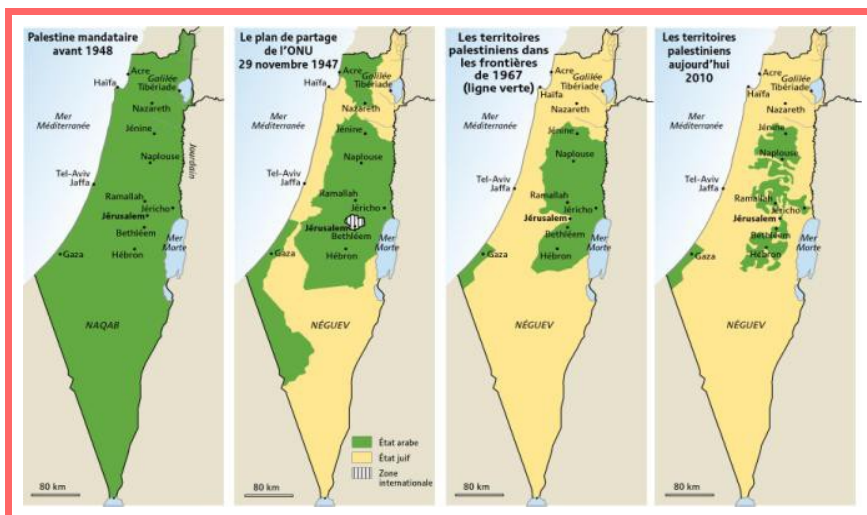 Palestine mandataire
avant 1948
Acre
Haïfa
Galilée
Tibériade
Nazareth
Mer
Méditerranée
Jénine
Jourdain
Naplouse
Tel-Aviv
Jaffa
Ramallah
Jéricho
Jérusalem
Bethléem
Mer
Morte
Gaza
Hébron
NAQAB
80 km
Le plan de partage
de l'ONU
29 novembre 1947
Acre
Haïfa
Galilée
Tibériade
Nazareth
Mer
Méditerranée
Jénine
Naplouse
Tel-Aviv
Jaffa
Ramallah
Jéricho
Jérusalem
Bethléem
Mer
Morte
Gaza
Hébron
NÉGUEV
État arabe
État juif
Zone
internationale
80 km
Les territoires
palestiniens dans
les frontières
de 1967
(ligne verte)
Acre
Haïfa
Galilée
Tibériade
Nazareth
Mer
Méditerranée
Jénine
Naplouse
Tel-Aviv
Jaffa
Ramallah
Jéricho
Jérusalem
Bethléem
Mer
Morte
Gaza
Hébron
NÉGUEV
80 km
Les territoires
palestiniens
aujourd'hui
2010
Acre
Haïfa
Galilée
Tibériade
Nazareth
Mer
Méditerranée
Jénine
Naplouse
Tel-Aviv
Jaffa
Ramallah
Jéricho
Jérusalem
Bethléem
Mer
Morte
Gaza
Hébron
NÉGUEV
80 km